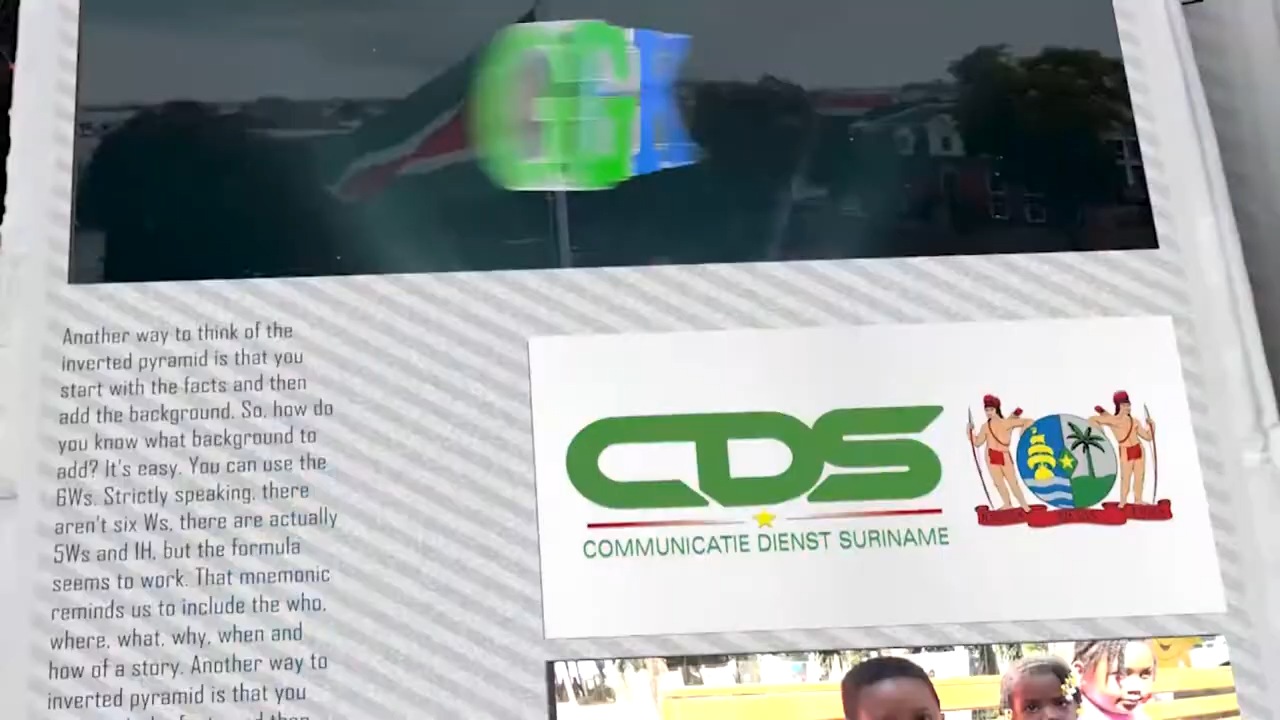 GGK
Another way to think of the
inverted pyramid is that you
start with the facts and then
add the background. So, how do
you know what background to
add? It's easy. You can use the
6Ws. Strictly speaking, there
aren't six Ws, there are actually
5Ws and 1H, but the formula
seems to work. That mnemonic
reminds us to include the who,
where, what, why, when and
how of a story. Another way to
inverted pyramid is that you
CDS
COMMUNICATIE DIENST SURINAME